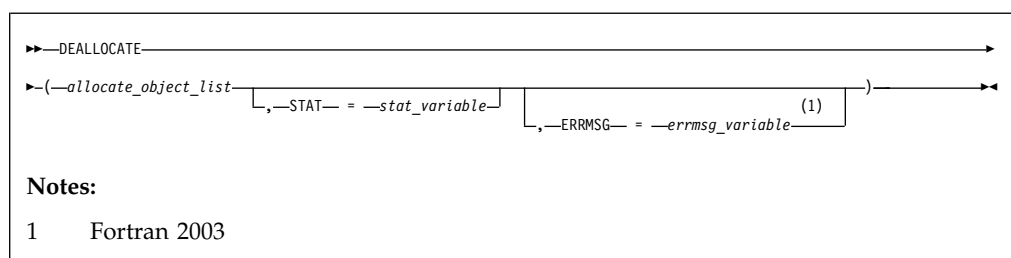 DEALLOCATE
( allocate_object_list )
, STAT = stat_variable (1)
, ERRMSG = errmsg_variable
Notes:
1 Fortran 2003